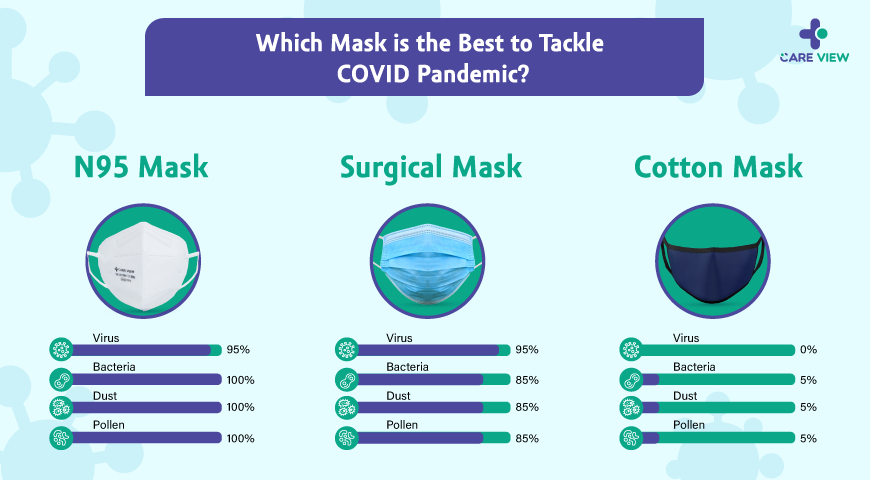 Which Mask is the Best to Tackle
COVID Pandemic?
CARE VIEW
N95 Mask
Surgical Mask
Cotton Mask
CARE VIEW
Virus
95%
Bacteria
100%
Dust
100%
Pollen
100%
Virus
95%
Bacteria
85%
Dust
85%
Pollen
85%
Virus
0%
Bacteria
5%
Dust
5%
Pollen
5%